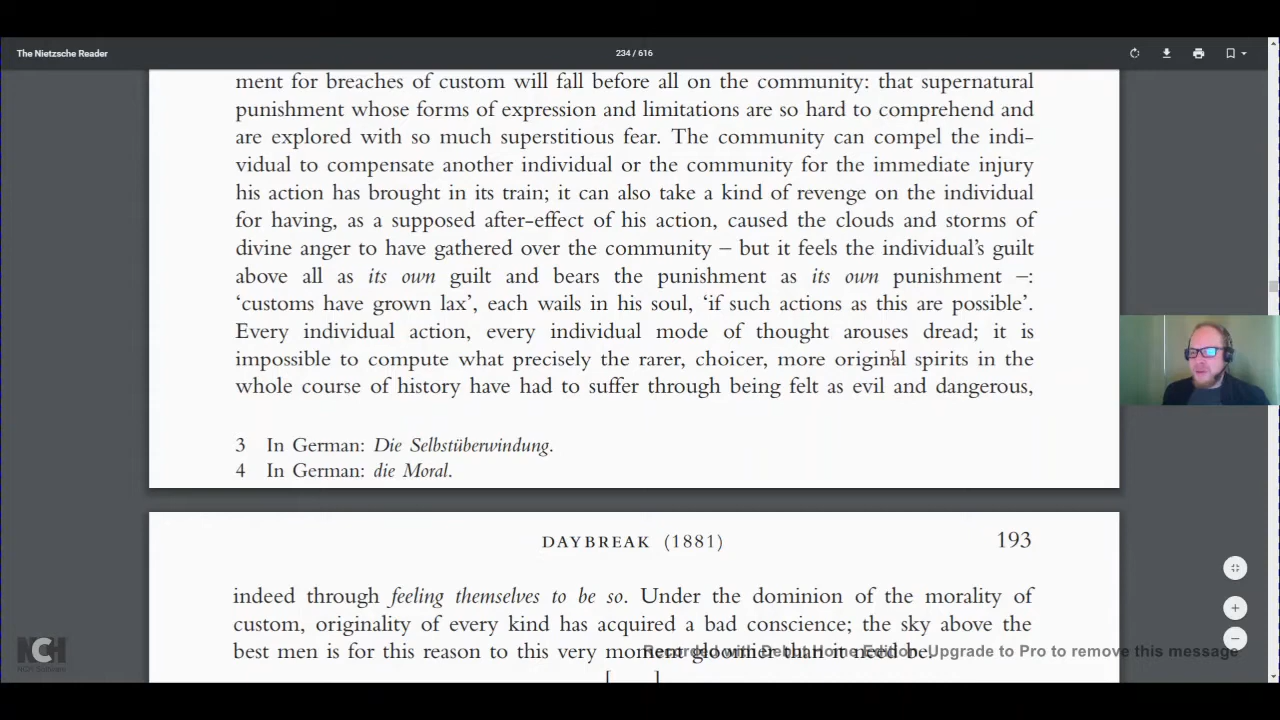 The Nietzsche Reader
234 / 616
ment for breaches of custom will fall before all on the community: that supernatural
punishment whose forms of expression and limitations are so hard to comprehend and
are explored with so much superstitious fear. The community can compel the indi-
vidual to compensate another individual or the community for the immediate injury
his action has brought in its train; it can also take a kind of revenge on the individual
for having, as a supposed after-effect of his action, caused the clouds and storms of
divine anger to have gathered over the community – but it feels the individual's guilt
above all as its own guilt and bears the punishment as its own punishment –:
'customs have grown lax', each wails in his soul, 'if such actions as this are possible'.
Every individual action, every individual mode of thought arouses dread; it is
impossible to compute what precisely the rarer, choicer, more original spirits in the
whole course of history have had to suffer through being felt as evil and dangerous,
3 In German: Die Selbstüberwindung.
4 In German: die Moral.
DAYBREAK (1881)
193
indeed through feeling themselves to be so. Under the dominion of the morality of
custom, originality of every kind has acquired a bad conscience; the sky above the
best men is for this reason to this very moment gloomier than it need be.
Recorded with Debut Home Edition. Upgrade to Pro to remove this message
NCH